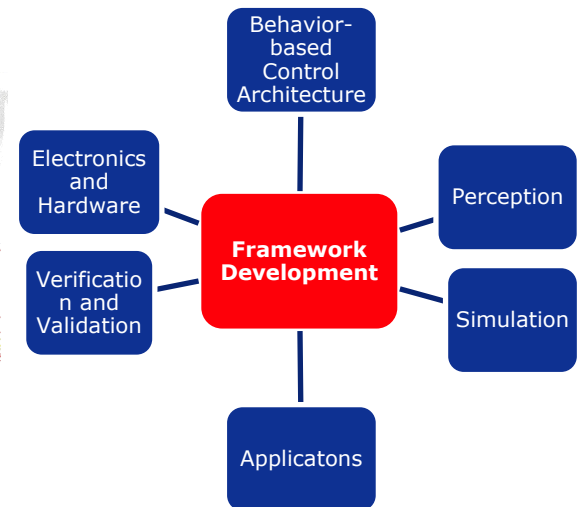 Behavior-
based
Control
Architecture
Electronics
and
Hardware
Perception
Framework
Development
Verificatio
n and
Validation
Simulation
Applicatons